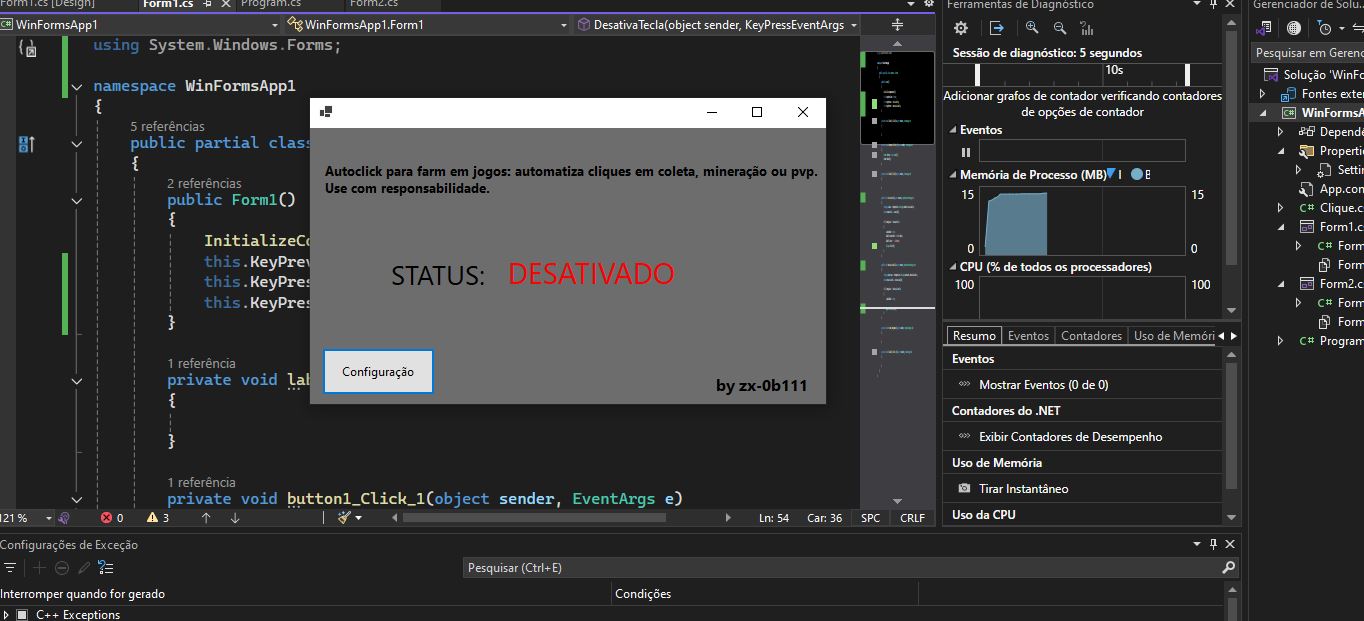 Form1.cs [Design]
Form1.cs
Program.cs
Form2.cs
WinFormsApp1
WinFormsApp1.Form1
DesativaTecla(object sender, KeyPressEventArgs
using System.Windows.Forms;
namespace WinFormsApp1
{
5 referências
public partial class
{
2 referências
public Form1()
{
InitializeCo
this.KeyPrev
this.KeyPres
this.KeyPres
}
1 referência
private void lab
{
}
1 referência
private void button1_Click_1(object sender, EventArgs e)
Autoclick para farm em jogos: automatiza cliques em coleta, mineração ou pvp.
Use com responsabilidade.
STATUS: DESATIVADO
Configuração
by zx-0b111
121 %
0
3
Ln: 54
Car: 36
SPC
CRLF
Ferramentas de Diagnóstico
Sessão de diagnóstico: 5 segundos
10s
Adicionar grafos de contador verificando contadores
de opções de contador
Eventos
Memória de Processo (MB)
15
15
0
0
CPU (% de todos os processadores)
100
100
Resumo
Eventos
Contadores
Uso de Memóri
Eventos
Mostrar Eventos (0 de 0)
Contadores do .NET
Exibir Contadores de Desempenho
Uso de Memória
Tirar Instantâneo
Uso da CPU
Gerenciador de Solu...
Pesquisar em Gerenc
Solução 'WinFo
Fontes exter
WinFormsA
Depende
Propertie
Settin
App.con
Clique.c
Form1.c
Form
Form
Form2.c
Form
Form
Program
Configurações de Exceção
Pesquisar (Ctrl+E)
Interromper quando for gerado
Condições
C++ Exceptions